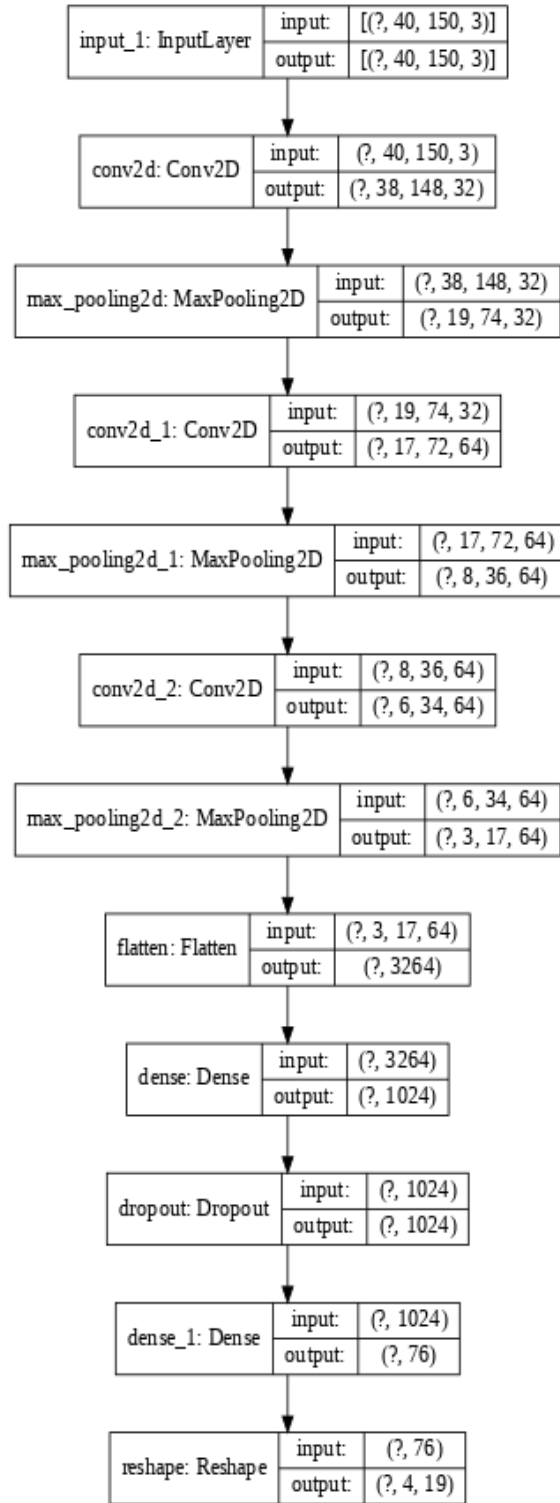 input_1: InputLayer
input: [(?, 40, 150, 3)]
output: [(?, 40, 150, 3)]
conv2d: Conv2D
input: (?, 40, 150, 3)
output: (?, 38, 148, 32)
max_pooling2d: MaxPooling2D
input: (?, 38, 148, 32)
output: (?, 19, 74, 32)
conv2d_1: Conv2D
input: (?, 19, 74, 32)
output: (?, 17, 72, 64)
max_pooling2d_1: MaxPooling2D
input: (?, 17, 72, 64)
output: (?, 8, 36, 64)
conv2d_2: Conv2D
input: (?, 8, 36, 64)
output: (?, 6, 34, 64)
max_pooling2d_2: MaxPooling2D
input: (?, 6, 34, 64)
output: (?, 3, 17, 64)
flatten: Flatten
input: (?, 3, 17, 64)
output: (?, 3264)
dense: Dense
input: (?, 3264)
output: (?, 1024)
dropout: Dropout
input: (?, 1024)
output: (?, 1024)
dense_1: Dense
input: (?, 1024)
output: (?, 76)
reshape: Reshape
input: (?, 76)
output: (?, 4, 19)